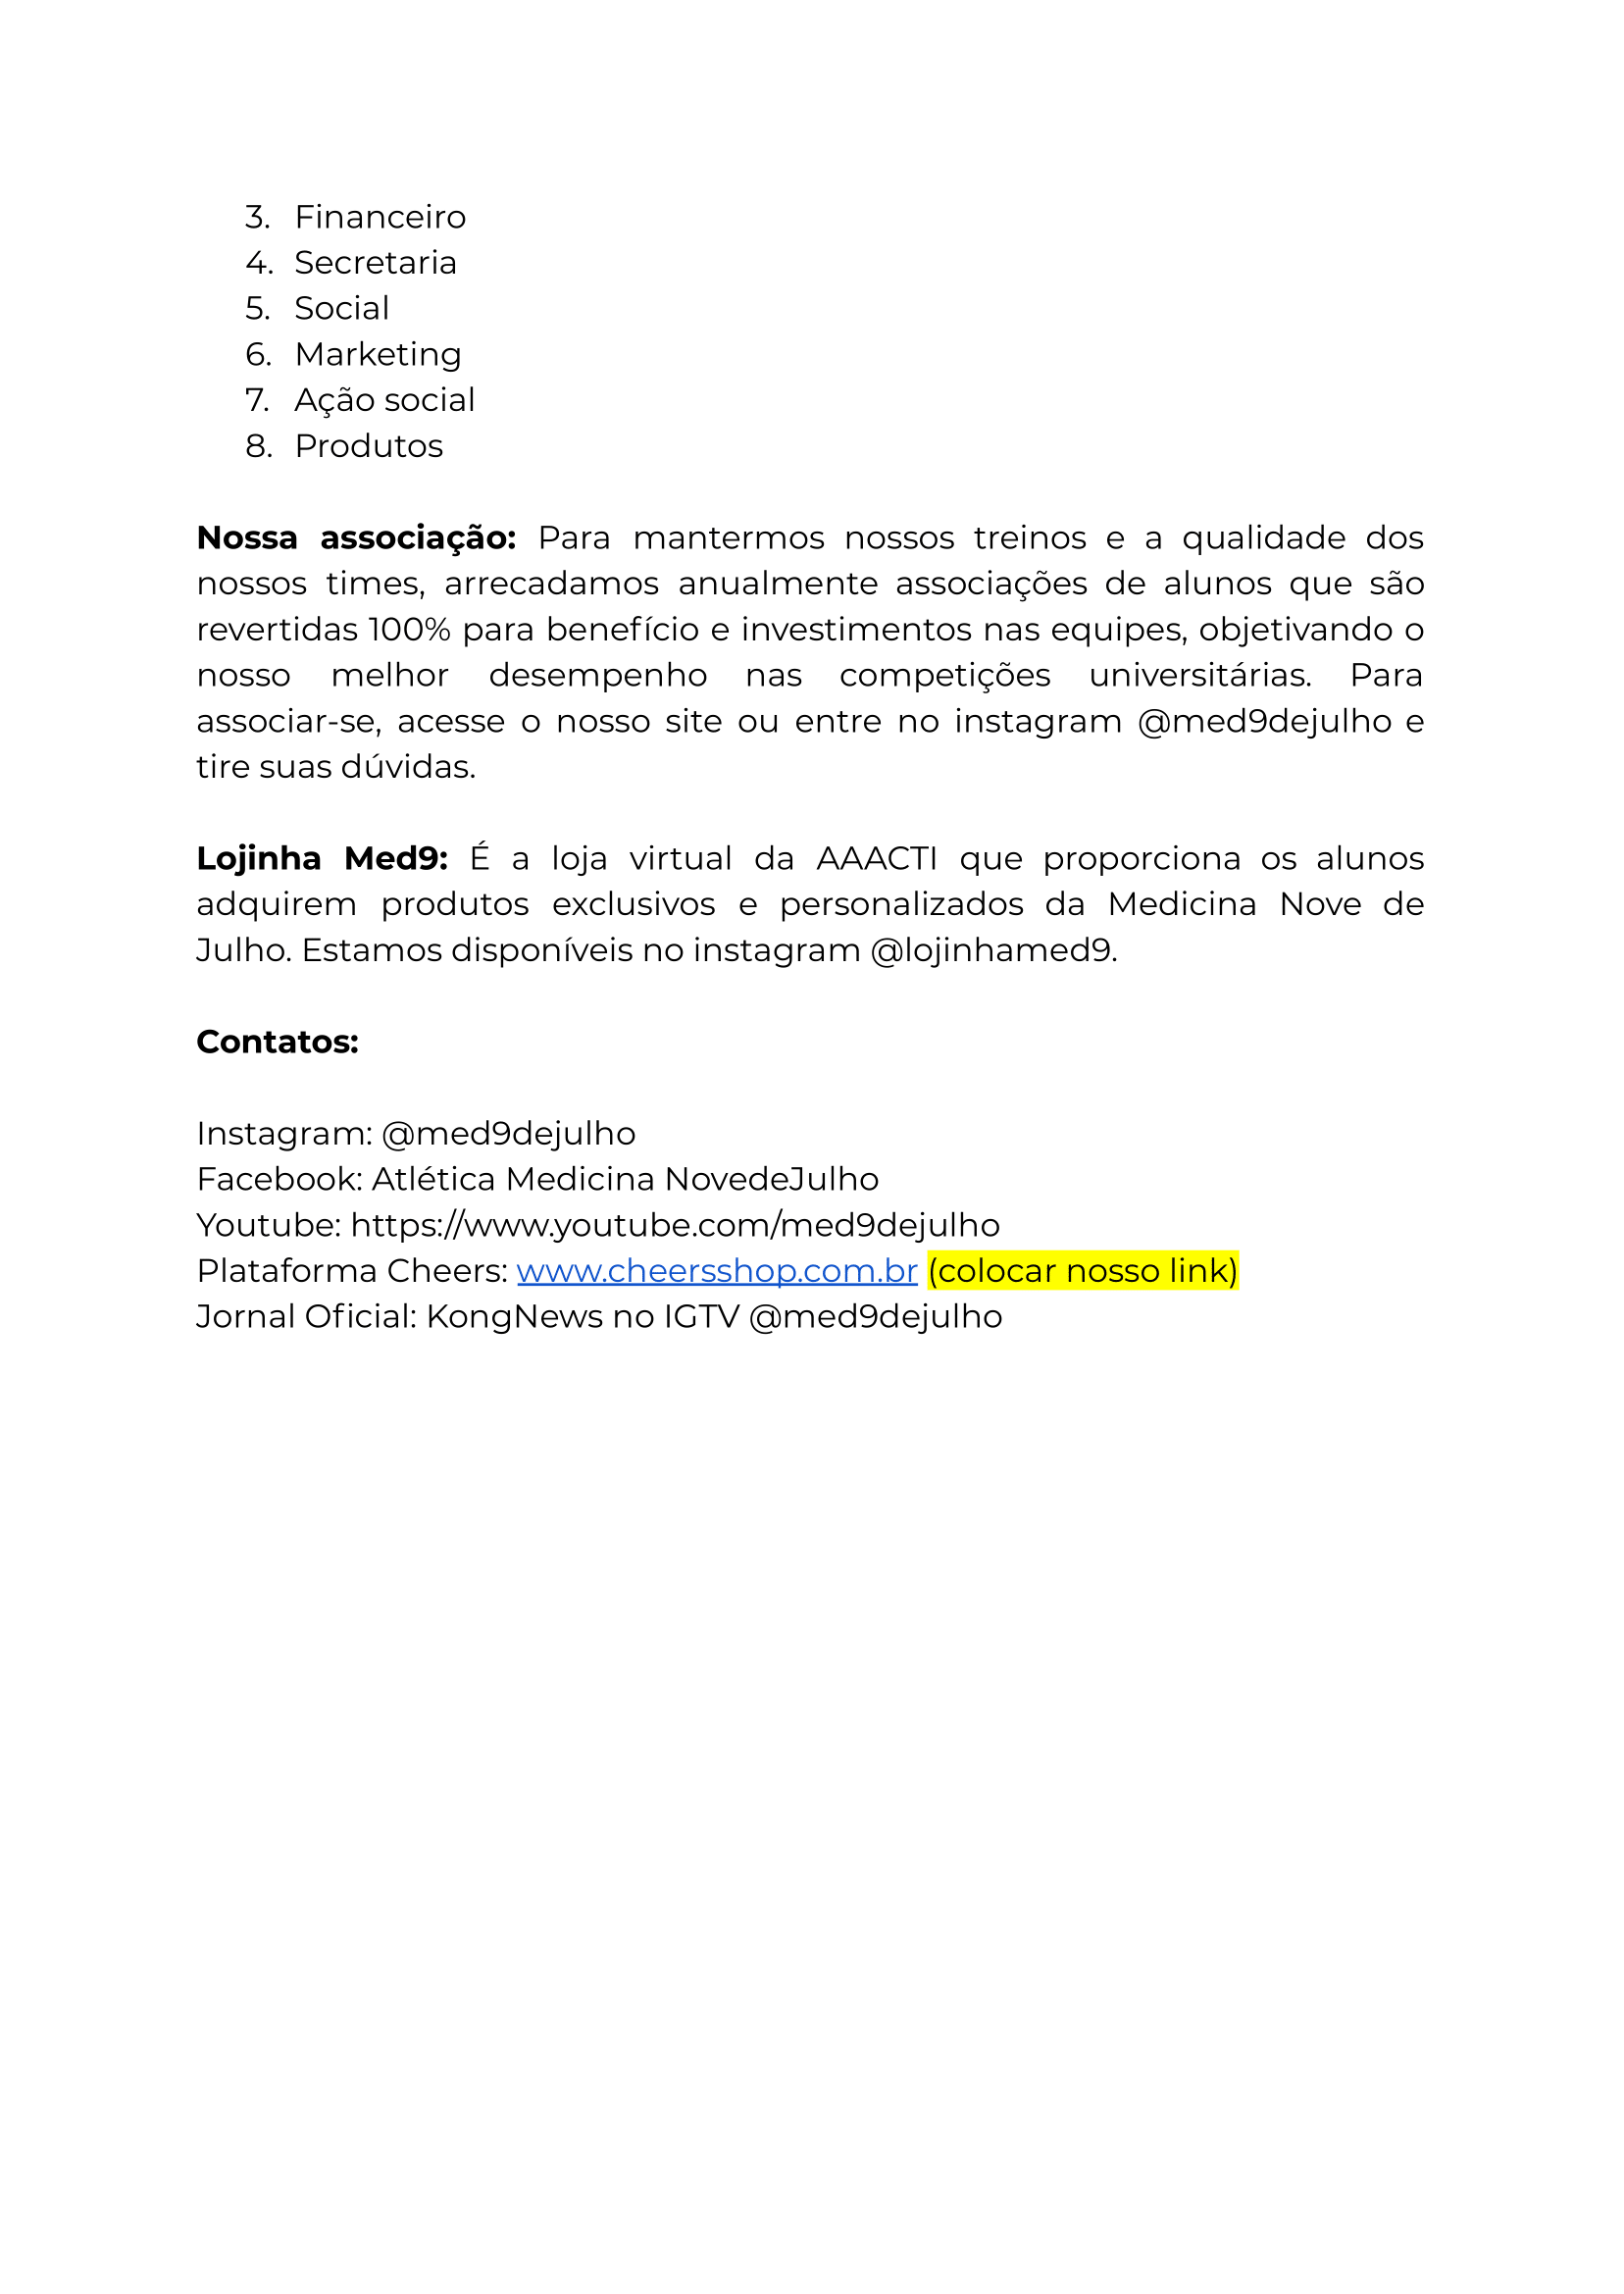 3. Financeiro
4. Secretaria
5. Social
6. Marketing
7. Ação social
8. Produtos
Nossa associação: Para mantermos nossos treinos e a qualidade dos
nossos times, arrecadamos anualmente associações de alunos que são
revertidas 100% para benefício e investimentos nas equipes, objetivando o
nosso melhor desempenho nas competições universitárias. Para
associar-se, acesse o nosso site ou entre no instagram @med9dejulho e
tire suas dúvidas.
Lojinha Med9: É a loja virtual da AAACTI que proporciona os alunos
adquirem produtos exclusivos e personalizados da Medicina Nove de
Julho. Estamos disponíveis no instagram @lojinhamed9.
Contatos:
Instagram: @med9dejulho
Facebook: Atlética Medicina NovedeJulho
Youtube: https://www.youtube.com/med9dejulho
Plataforma Cheers: www.cheersshop.com.br (colocar nosso link)
Jornal Oficial: KongNews no IGTV @med9dejulho